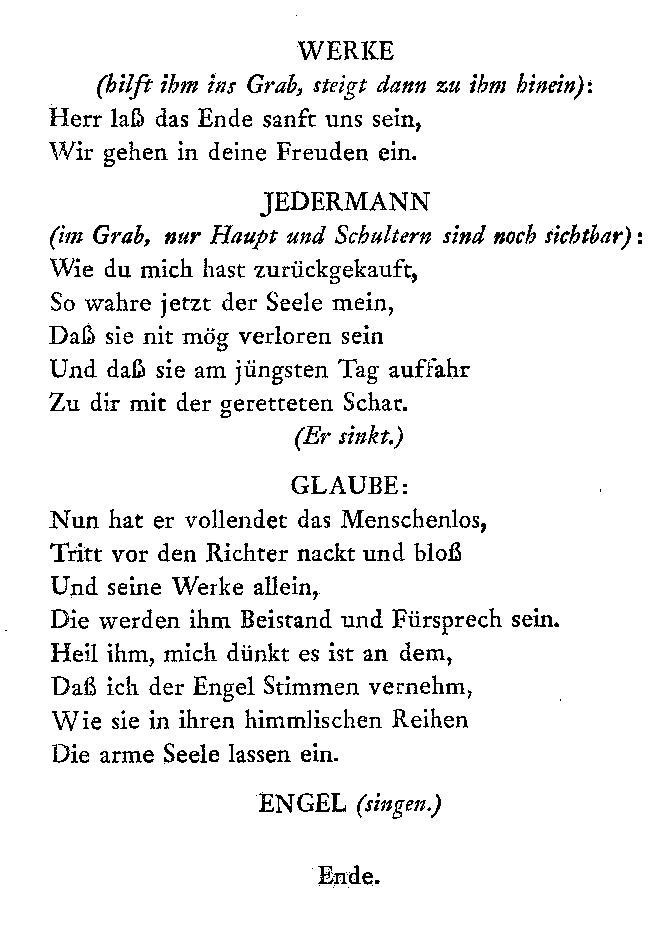 WERKE
(hilft ihm ins Grab, steigt dann zu ihm hinein):
Herr laß das Ende sanft uns sein,
Wir gehen in deine Freuden ein.
JEDERMANN
(im Grab, nur Haupt und Schultern sind noch sichtbar):
Wie du mich hast zurückgekauft,
So wahre jetzt der Seele mein,
Daß sie nit mög verloren sein
Und daß sie am jüngsten Tag auffahr
Zu dir mit der geretteten Schar.
(Er sinkt.)
GLAUBE:
Nun hat er vollendet das Menschenlos,
Tritt vor den Richter nackt und bloß
Und seine Werke allein,
Die werden ihm Beistand und Fürsprech sein.
Heil ihm, mich dünkt es ist an dem,
Daß ich der Engel Stimmen vernehm,
Wie sie in ihren himmlischen Reihen
Die arme Seele lassen ein.
ENGEL (singen.)
Ende.